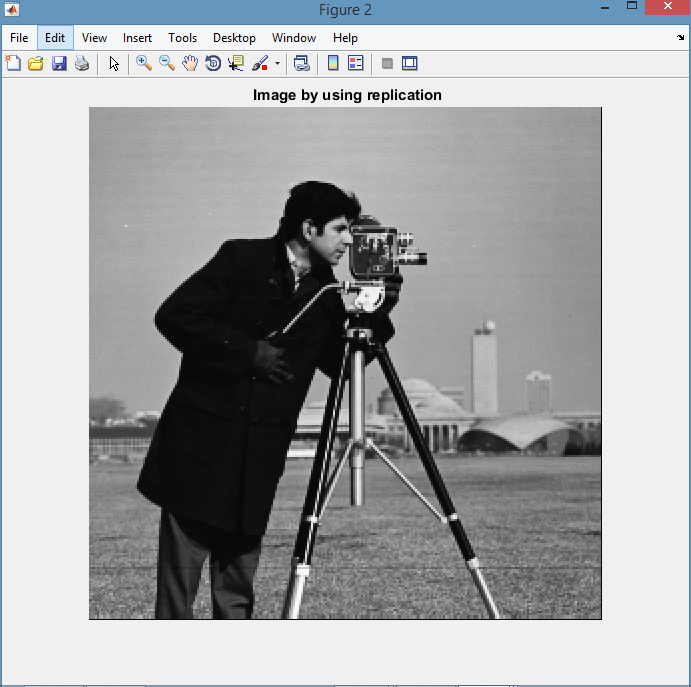 Figure 2
File Edit View Insert Tools Desktop Window Help
Image by using replication